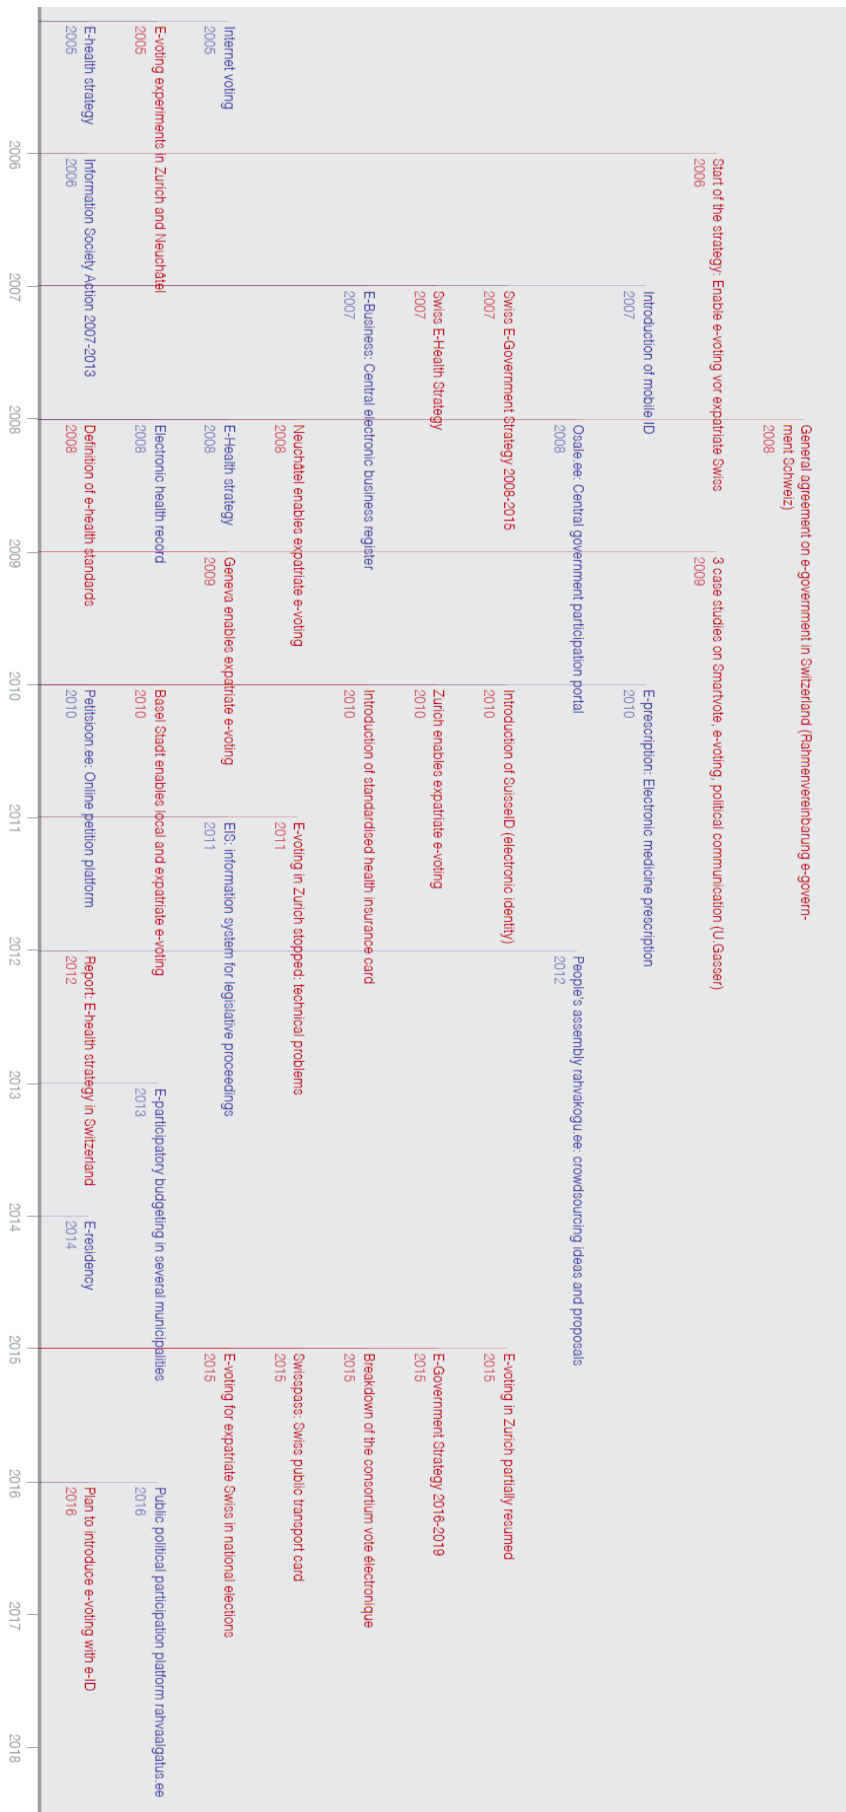 General agreement on e-government in Switzerland (Rahmenvereinbarung e-govern-
ment Schweiz)
2008
Start of the strategy: Enable e-voting vor expatriate Swiss
2006
3 case studies on Smartvote, e-voting, political communication (U.Gasser)
2009
Introduction of mobile ID
2007
E-prescription: Electronic medicine prescription
2010
Osale.ee: Central government participation portal
2008
People's assembly rahvakogu.ee: crowdsourcing ideas and proposals
2012
Swiss E-Government Strategy 2008-2015
2007
Introduction of SuisseID (electronic identity)
2010
E-voting in Zurich partially resumed
2015
Swiss E-Health Strategy
2007
Zurich enables expatriate e-voting
2010
E-Government Strategy 2016-2019
2015
E-Business: Central electronic business register
2007
Introduction of standardised health insurance card
2010
Breakdown of the consortium vote électronique
2015
Neuchâtel enables expatriate e-voting
2008
E-voting in Zurich stopped: technical problems
2011
Swisspass: Swiss public transport card
2015
Internet voting
2005
E-Health strategy
2008
Geneva enables expatriate e-voting
2009
EIS: information system for legislative proceedings
2011
E-voting for expatriate Swiss in national elections
2015
E-voting experiments in Zurich and Neuchâtel
2005
Electronic health record
2008
Basel Stadt enables local and expatriate e-voting
2010
E-participatory budgeting in several municipalities
2013
Public political participation platform rahvaalgatus.ee
2016
E-health strategy
2005
Information Society Action 2007-2013
2006
Definition of e-health standards
2008
Petitsioon.ee: Online petition platform
2010
Report: E-health strategy in Switzerland
2012
E-residency
2014
Plan to introduce e-voting with e-ID
2016
2006 2007 2008 2009 2010 2011 2012 2013 2014 2015 2016 2017 2018